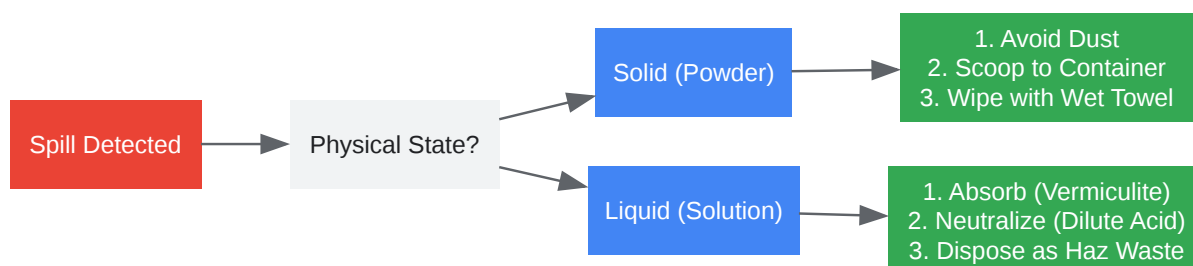 Spill Detected
Physical State?
Solid (Powder)
1. Avoid Dust
2. Scoop to Container
3. Wipe with Wet Towel
Liquid (Solution)
1. Absorb (Vermiculite)
2. Neutralize (Dilute Acid)
3. Dispose as Haz Waste